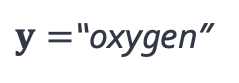 y = "oxygen"